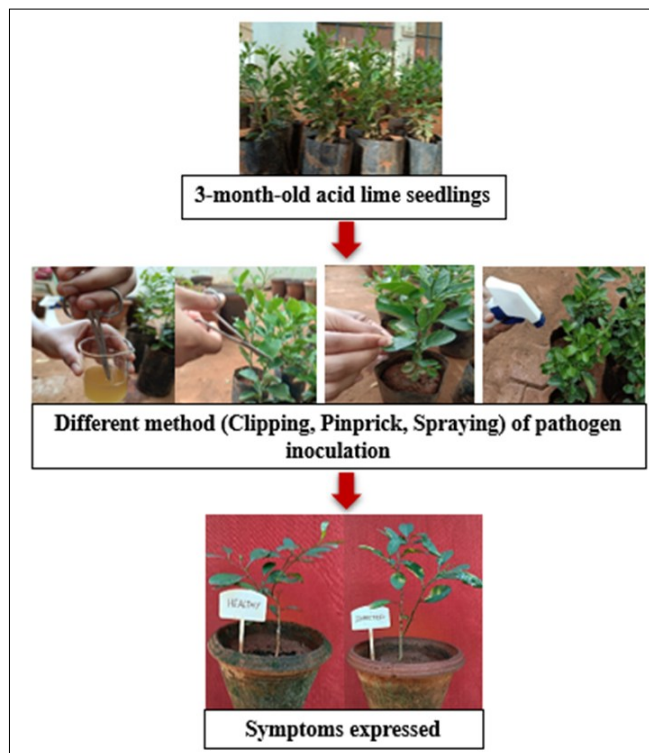 3-month-old acid lime seedlings
Different method (Clipping, Pinprick, Spraying) of pathogen
inoculation
HEALTHY
Symptoms expressed